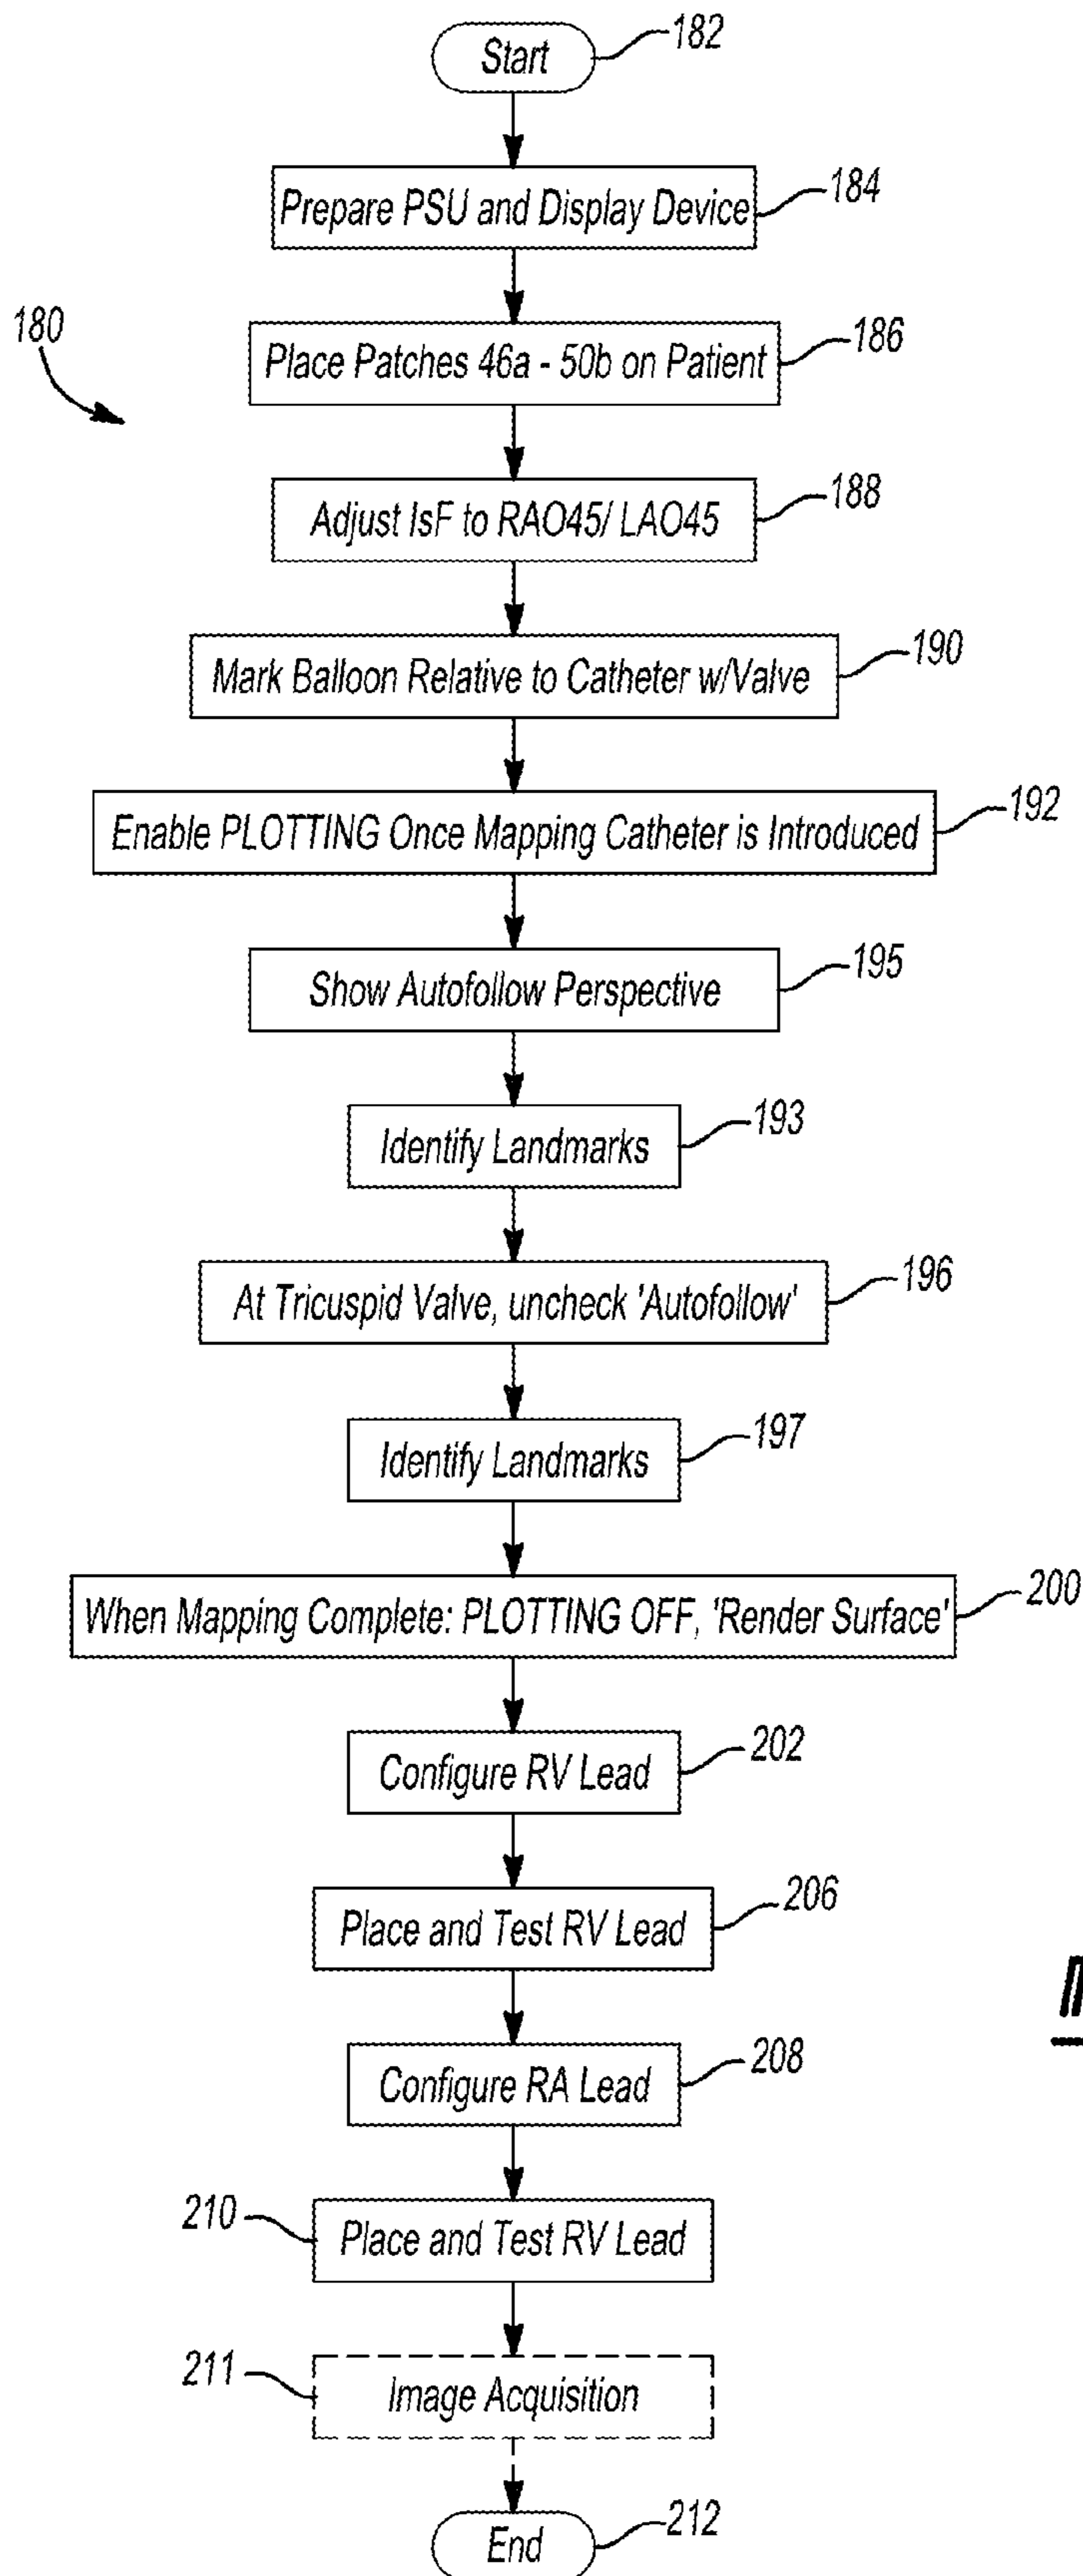 Start
182
Prepare PSU and Display Device
184
180
Place Patches 46a - 50b on Patient
186
Adjust IsF to RAO45/ LAO45
188
Mark Balloon Relative to Catheter w/Valve
190
Enable PLOTTING Once Mapping Catheter is Introduced
192
Show Autofollow Perspective
195
Identify Landmarks
193
At Tricuspid Valve, uncheck 'Autofollow'
196
Identify Landmarks
197
When Mapping Complete: PLOTTING OFF, 'Render Surface'
200
Configure RV Lead
202
Place and Test RV Lead
206
Configure RA Lead
208
210
Place and Test RV Lead
211
Image Acquisition
End
212